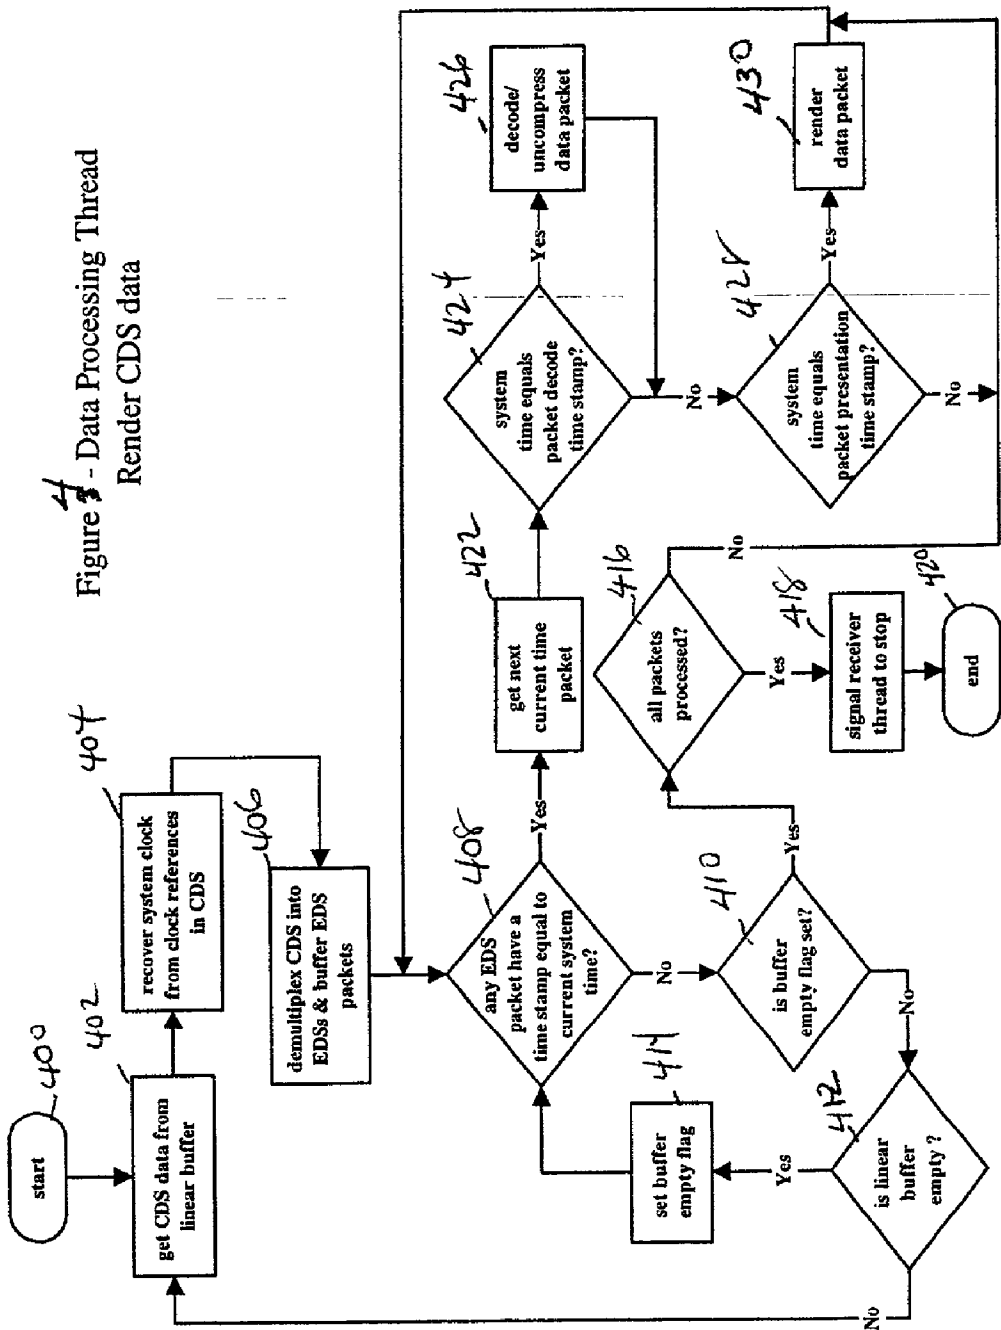 Figure 4 - Data Processing Thread
Render CDS data
start
400
get CDS data from
linear buffer
402
recover system clock
from clock references
in CDS
404
demultiplex CDS into
EDSs & buffer EDS
packets
406
any EDS
packet have a
time stamp equal to
current system
time?
408
Yes
No
get next
current time
packet
422
system
time equals
packet decode
time stamp?
424
Yes
No
decode/
uncompress
data packet
426
system
time equals
packet presentation
time stamp?
428
Yes
No
render
data packet
430
is buffer
empty flag set?
410
Yes
No
is linear
buffer
empty ?
412
Yes
No
set buffer
empty flag
414
all packets
processed?
416
No
Yes
signal receiver
thread to stop
418
end
420